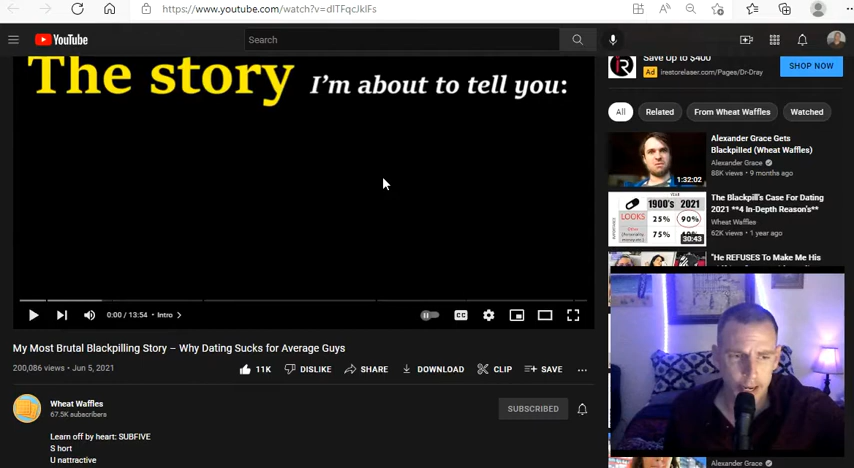 https://www.youtube.com/watch?v=dITFqcJkIFs
YouTube
Search
The story I'm about to tell you:
0:00 / 13:54 • Intro
CC
My Most Brutal Blackpilling Story – Why Dating Sucks for Average Guys
200,086 views • Jun 5, 2021
11K
DISLIKE
SHARE
DOWNLOAD
CLIP
SAVE
Wheat Waffles
67.5K subscribers
SUBSCRIBED
Learn off by heart: SUBFIVE
S hort
U nattractive
Save Up to $400
Ad irestorelaser.com/Pages/Dr-Dray
SHOP NOW
All
Related
From Wheat Waffles
Watched
1:32:02
Alexander Grace Gets
Blackpilled (Wheat Waffles)
Alexander Grace
88K views • 9 months ago
1900's 2021
LOOKS 25% 90%
75%
30:43
The Blackpill's Case For Dating
2021 **4 In-Depth Reason's**
Wheat Waffles
62K views • 1 year ago
"He REFUSES To Make Me His
Alexander Grace